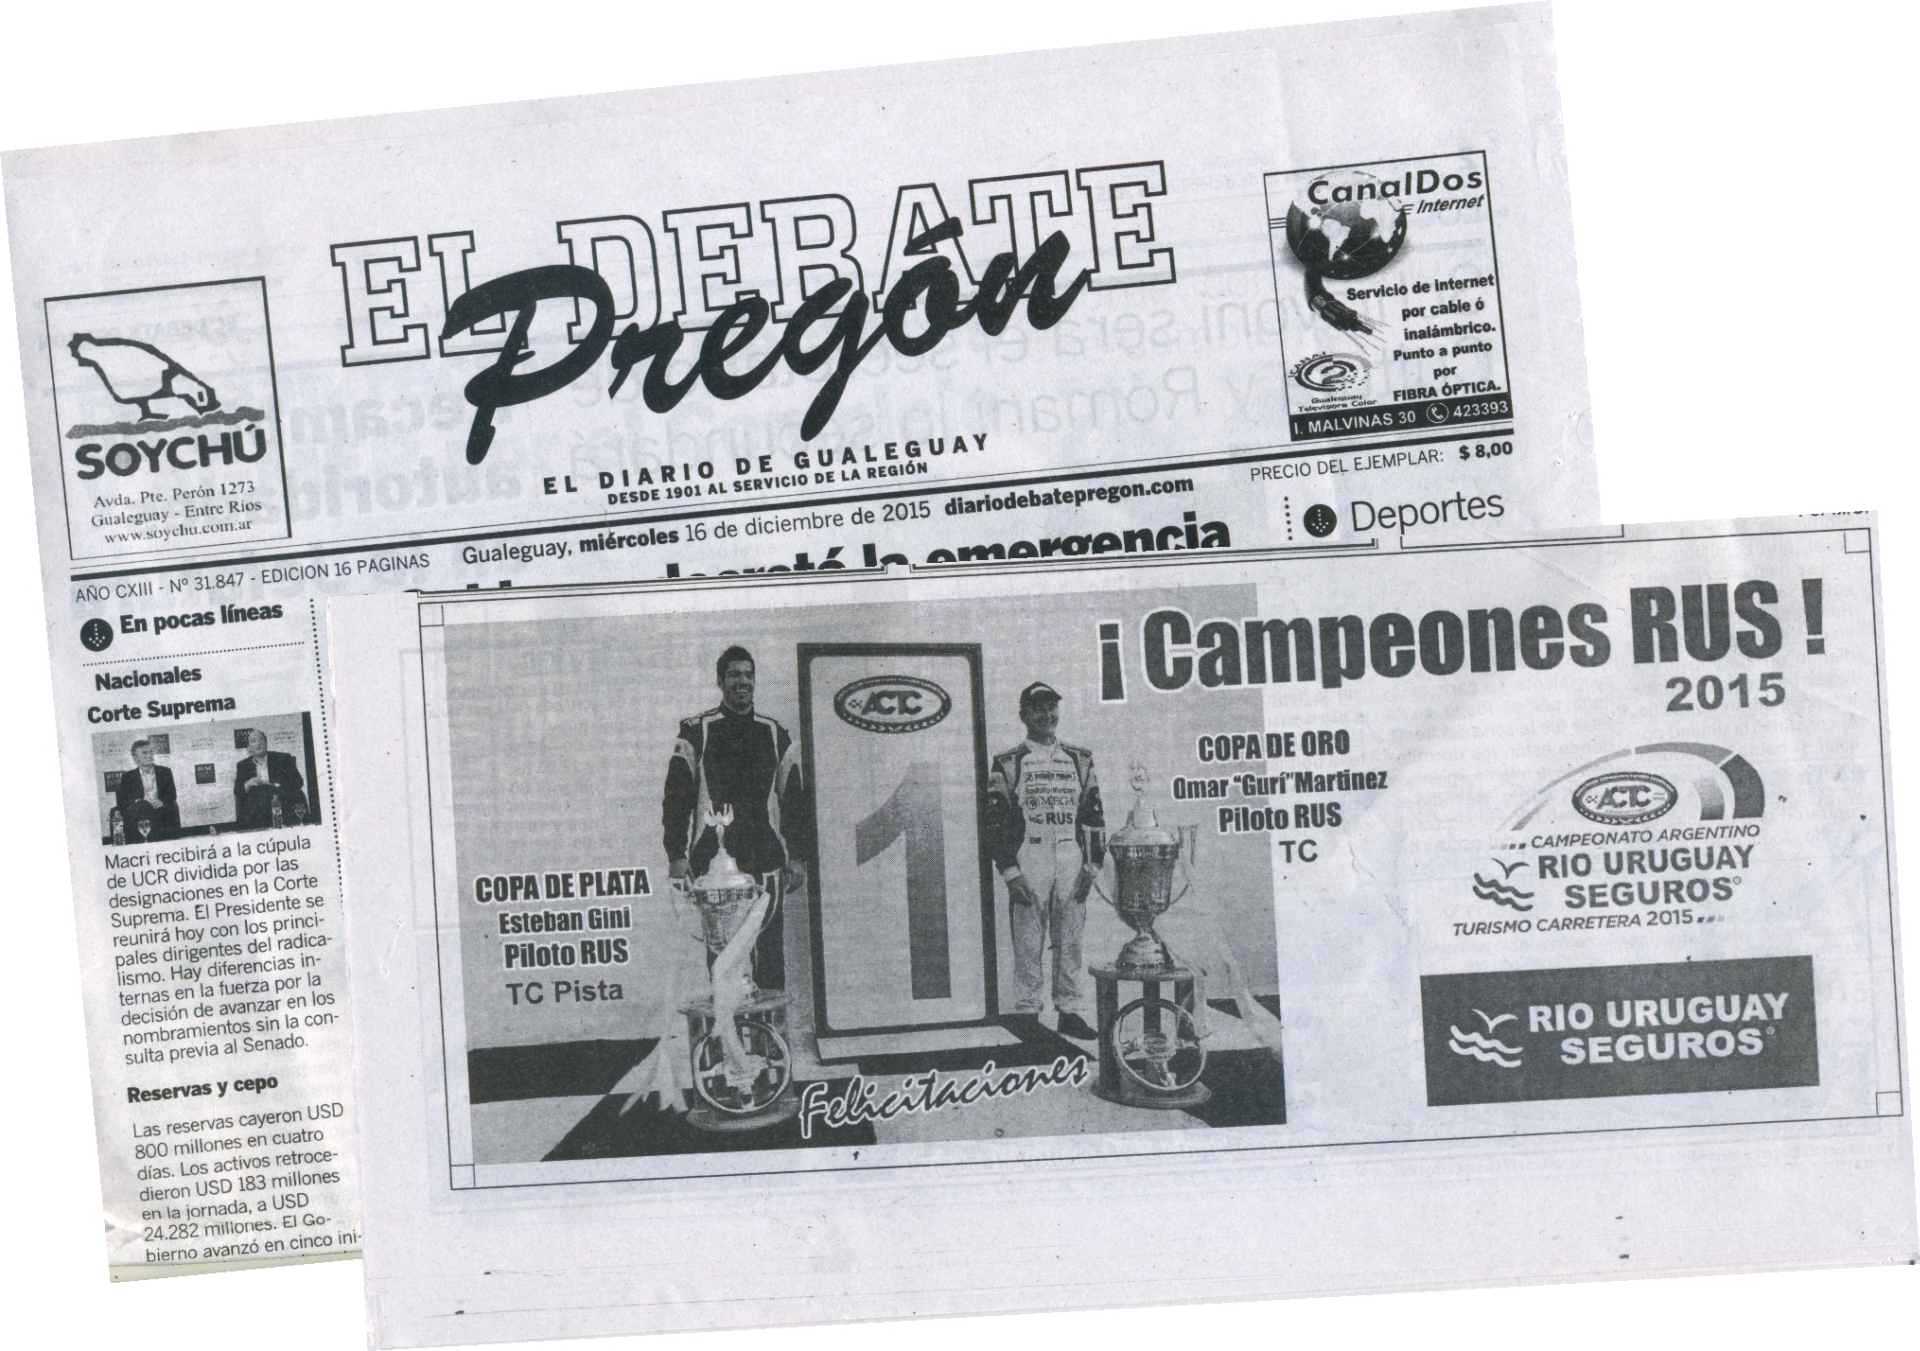 EL DEBATE
Pregón
EL DIARIO DE GUALEGUAY
DESDE 1901 AL SERVICIO DE LA REGIÓN
SOYCHÚ
Avda. Pte. Perón 1273
Gualeguay - Entre Ríos
www.soychu.com.ar
CanalDos
Internet
Servicio de internet
por cable ó
inalámbrico.
Punto a punto
por
FIBRA ÓPTICA.
CANAL
2
Gualeguay
Televisora Color
I. MALVINAS 30 423393
AÑO CXIII - Nº 31.847 - EDICION 16 PAGINAS
Gualeguay, miércoles 16 de diciembre de 2015 diariodebatepregon.com
PRECIO DEL EJEMPLAR: $ 8,00
la emergencia
Deportes
En pocas líneas
Nacionales
Corte Suprema
Macri recibirá a la cúpula
de UCR dividida por las
designaciones en la Corte
Suprema. El Presidente se
reunirá hoy con los princi-
pales dirigentes del radica-
lismo. Hay diferencias in-
ternas en la fuerza por la
decisión de avanzar en los
nombramientos sin la con-
sulta previa al Senado.
Reservas y cepo
Las reservas cayeron USD
800 millones en cuatro
días. Los activos retroce-
dieron USD 183 millones
en la jornada, a USD
24.282 millones. El Go-
bierno avanzó en cinco ini-
¡Campeones RUS!
2015
ACTC
1
MEGA
RUS
COPA DE PLATA
Esteban Gini
Piloto RUS
TC Pista
COPA DE ORO
Omar "Gurí" Martinez
Piloto RUS
TC
Felicitaciones
ACTC
CAMPEONATO ARGENTINO
RIO URUGUAY
SEGUROS
TURISMO CARRETERA 2015
RIO URUGUAY
SEGUROS